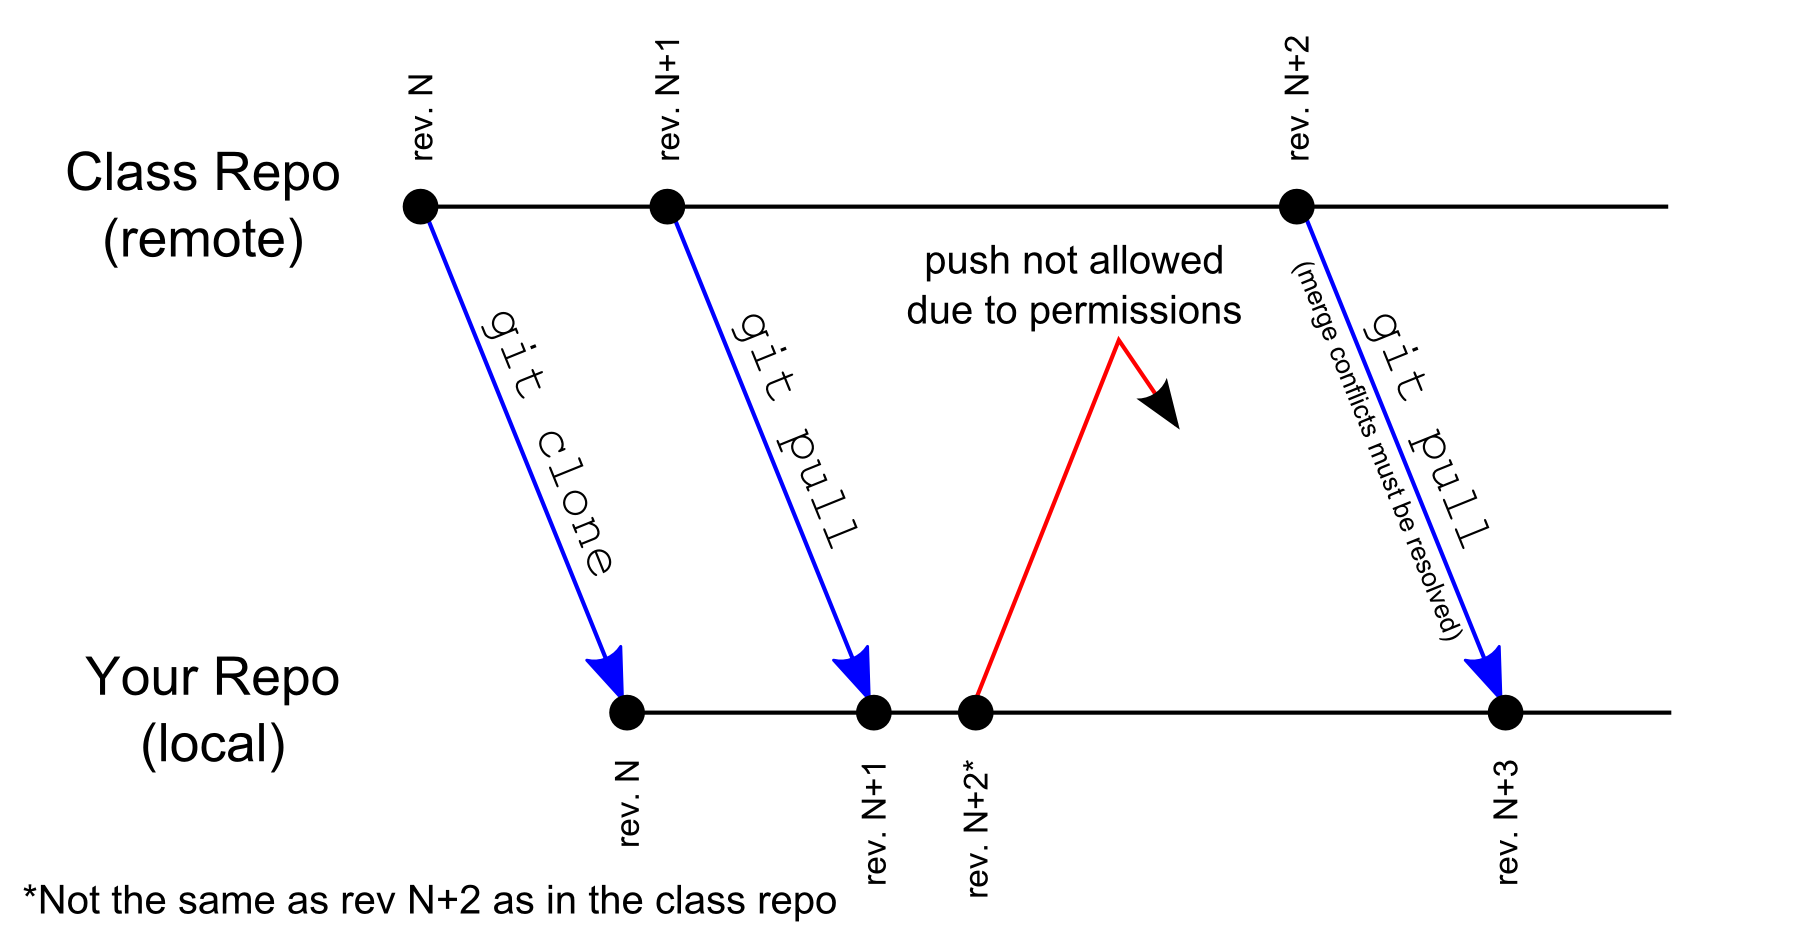 rev. N
rev. N+1
rev. N+2
Class Repo
(remote)
push not allowed
due to permissions
git clone
git pull
(merge conflicts must be resolved)
git pull
Your Repo
(local)
rev. N
rev. N+1
rev. N+2*
rev. N+3
*Not the same as rev N+2 as in the class repo